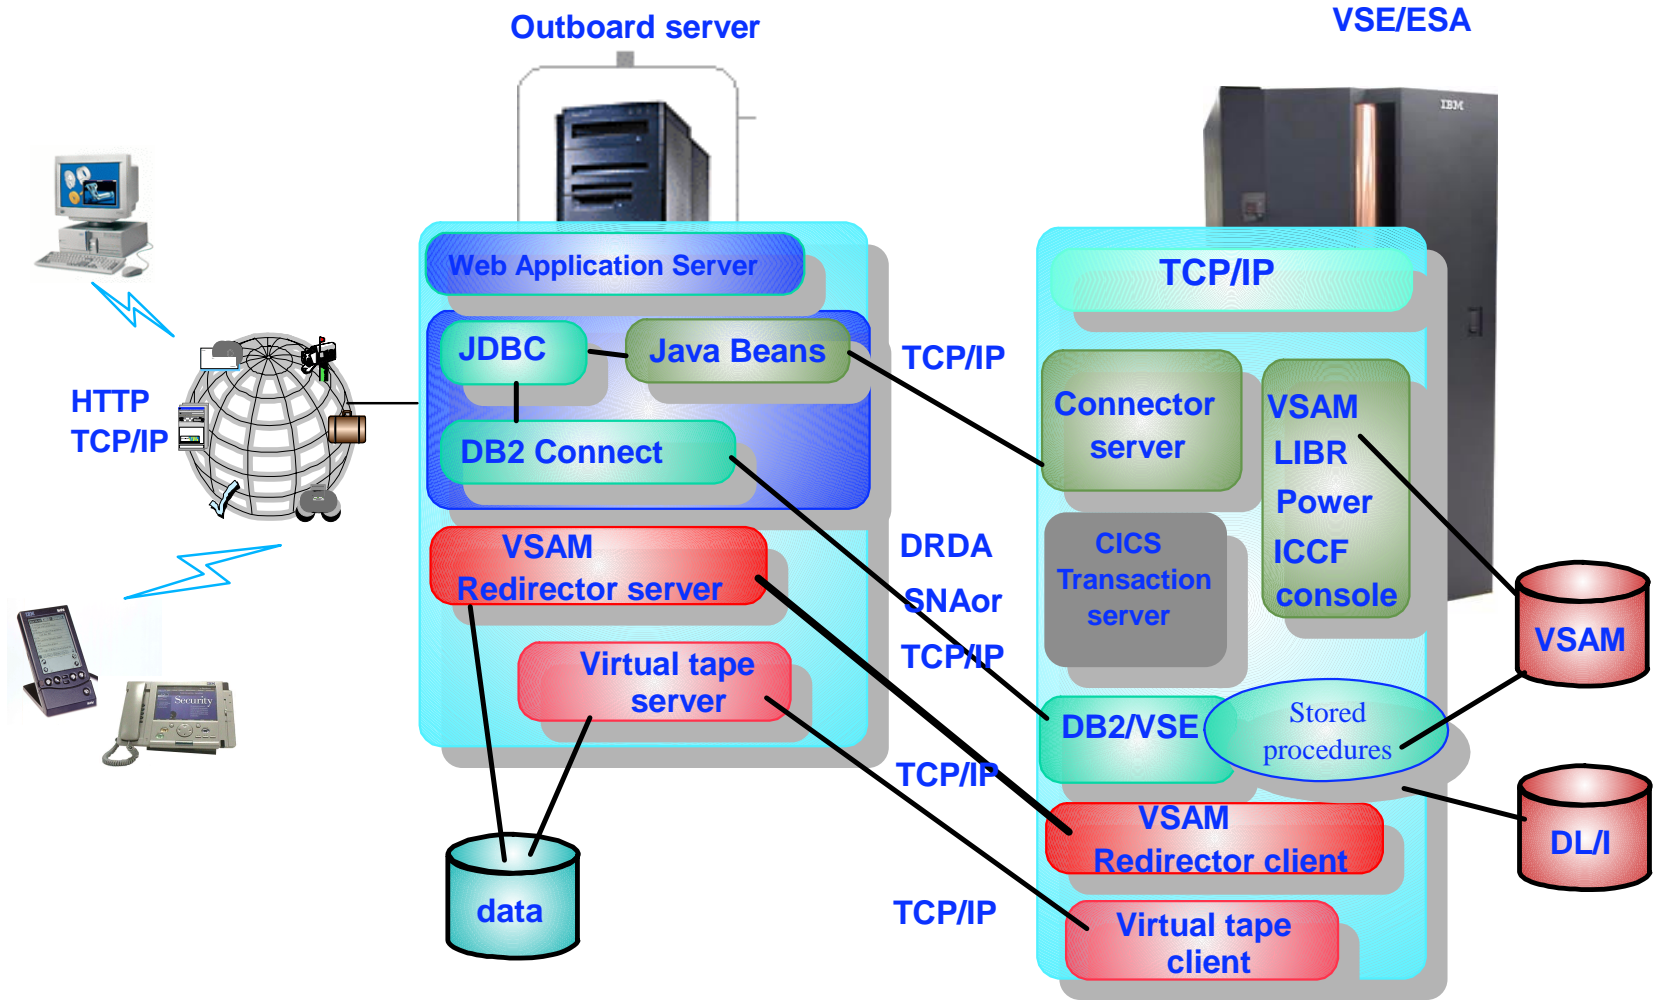 Outboard server
VSE/ESA
IBM
Web Application Server
TCP/IP
JDBC
Java Beans
TCP/IP
HTTP
TCP/IP
DB2 Connect
Connector
server
VSAM
LIBR
Power
ICCF
console
VSAM
Redirector server
DRDA
SNAor
TCP/IP
CICS
Transaction
server
VSAM
Virtual tape
server
Security
DB2/VSE
Stored
procedures
TCP/IP
VSAM
Redirector client
DL/I
data
TCP/IP
Virtual tape
client